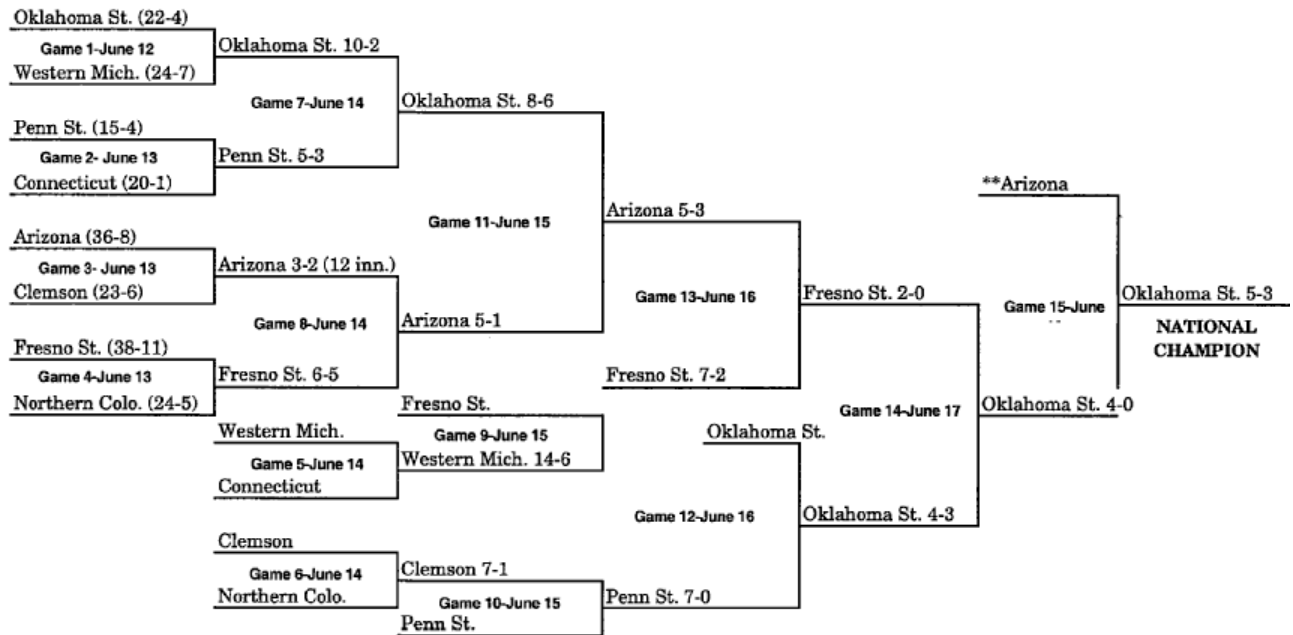 Oklahoma St. (22-4)
Game 1-June 12
Western Mich. (24-7)
Oklahoma St. 10-2
Game 7-June 14
Penn St. (15-4)
Game 2- June 13
Connecticut (20-1)
Penn St. 5-3
Oklahoma St. 8-6
Game 11-June 15
Arizona (36-8)
Game 3- June 13
Clemson (23-6)
Arizona 3-2 (12 inn.)
Game 8-June 14
Fresno St. (38-11)
Game 4-June 13
Northern Colo. (24-5)
Fresno St. 6-5
Arizona 5-1
Arizona 5-3
Game 13-June 16
Fresno St. 7-2
Fresno St. 2-0
Fresno St.
Game 9-June 15
Western Mich.
Game 5-June 14
Connecticut
Western Mich. 14-6
Clemson
Game 6-June 14
Northern Colo.
Clemson 7-1
Game 10-June 15
Penn St.
Oklahoma St.
Game 12-June 16
Penn St. 7-0
Oklahoma St. 4-3
Game 14-June 17
Oklahoma St. 4-0
**Arizona
Game 15-June
Oklahoma St. 5-3
NATIONAL
CHAMPION